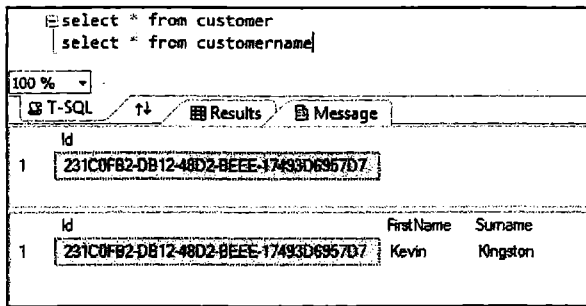 select * from customer
select * from customername
100 %
T-SQL Results Message
Id
1 231C0FB2-DB12-48D2-BEEE-17493D6957D7
Id FirstName Surname
1 231C0FB2-DB12-48D2-BEEE-17493D6957D7 Kevin Kingston